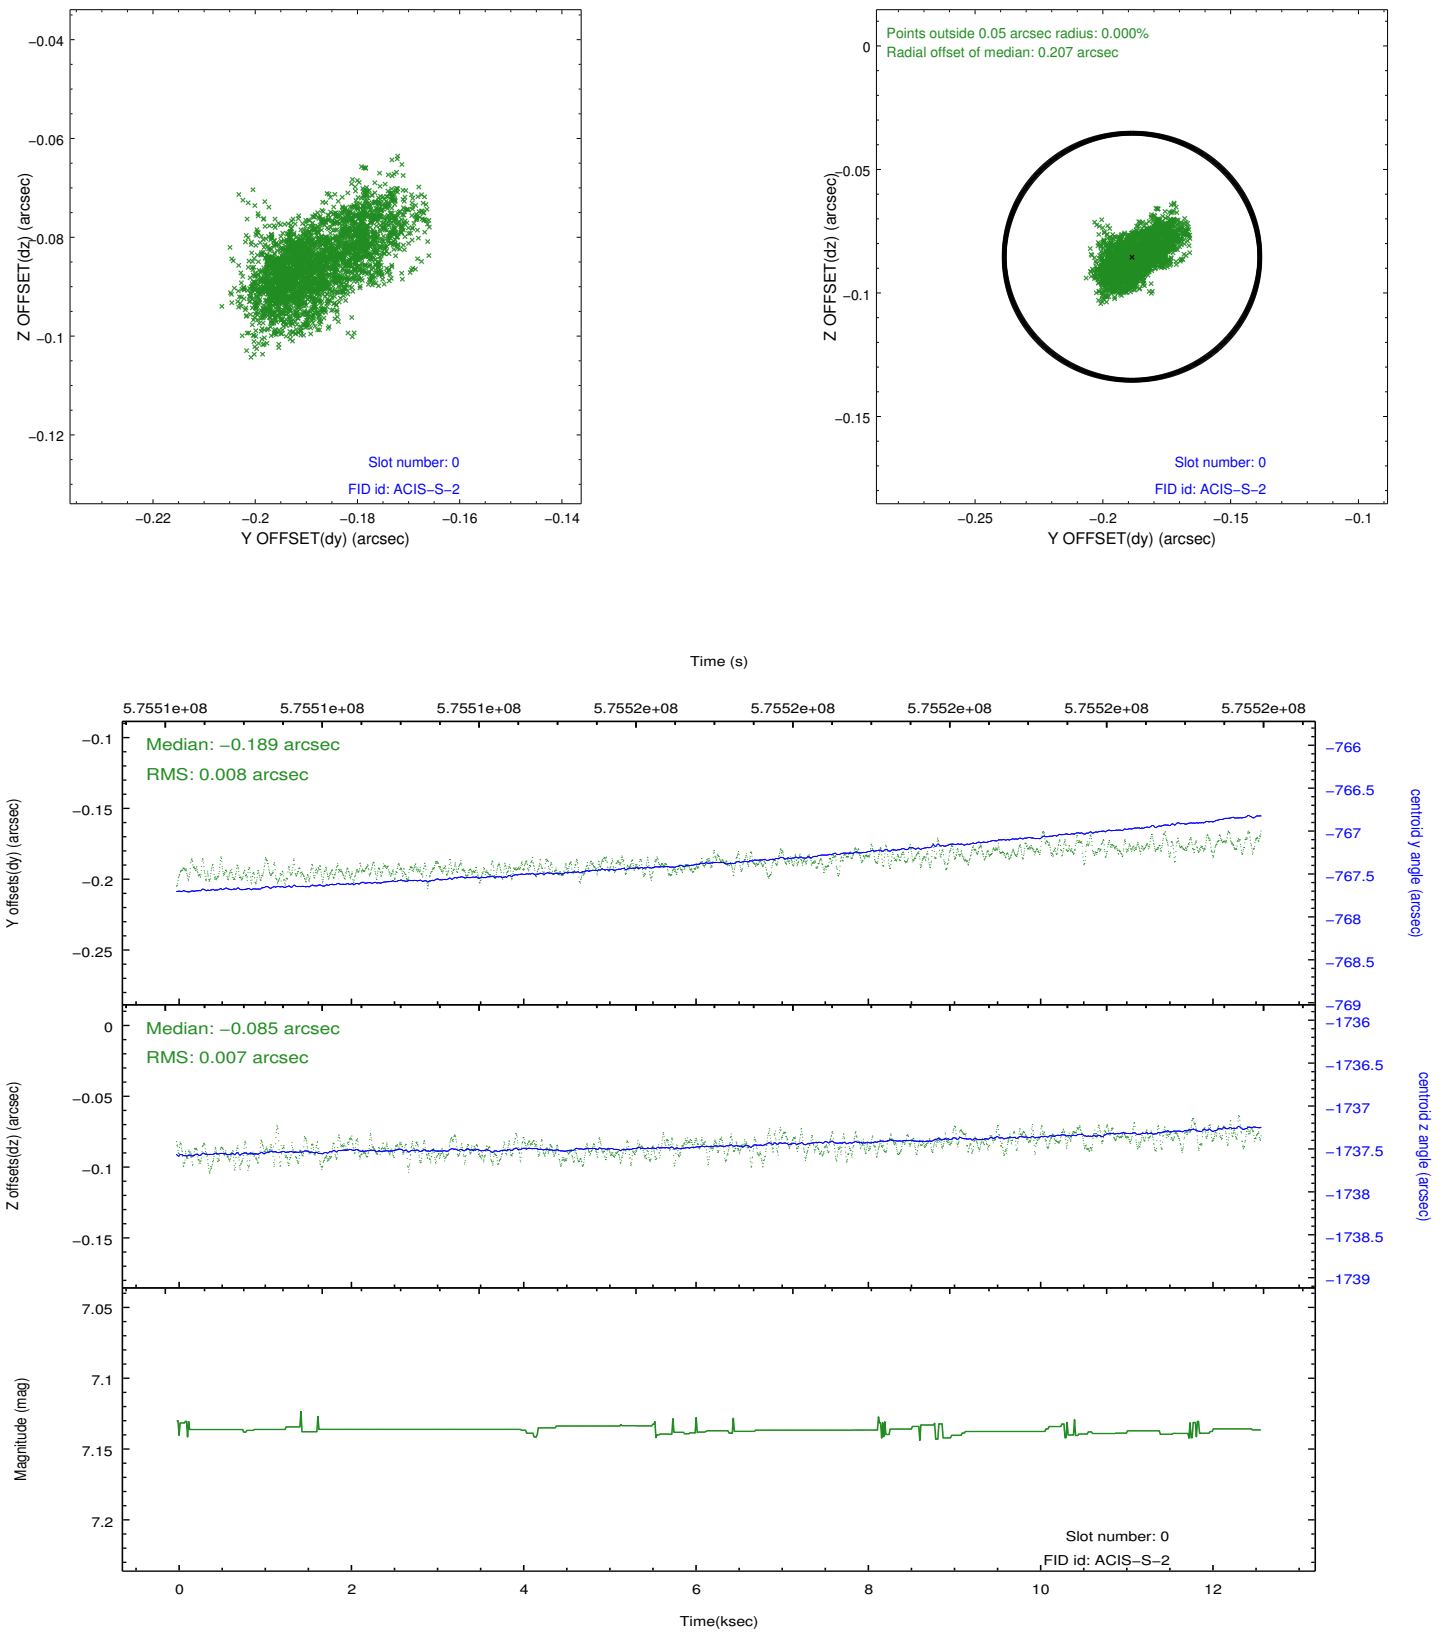 −0.04
−0.06
−0.08
−0.1
−0.12
Z OFFSET(dz) (arcsec)
Slot number: 0
FID id: ACIS−S−2
−0.22 −0.2 −0.18 −0.16 −0.14
Y OFFSET(dy) (arcsec)
Points outside 0.05 arcsec radius: 0.000%
Radial offset of median: 0.207 arcsec
0
−0.05
−0.1
−0.15
Z OFFSET(dz) (arcsec)
Slot number: 0
FID id: ACIS−S−2
−0.25 −0.2 −0.15 −0.1
Y OFFSET(dy) (arcsec)
Time (s)
5.7551e+08 5.7551e+08 5.7551e+08 5.7552e+08 5.7552e+08 5.7552e+08 5.7552e+08 5.7552e+08
Median: −0.189 arcsec
RMS: 0.008 arcsec
−0.1
−0.15
−0.2
−0.25
Y offsets(dy) (arcsec)
−766
−766.5
−767
−767.5
−768
−768.5
−769
centroid y angle (arcsec)
Median: −0.085 arcsec
RMS: 0.007 arcsec
0
−0.05
−0.1
−0.15
Z offsets(dz) (arcsec)
−1736
−1736.5
−1737
−1737.5
−1738
−1738.5
−1739
centroid z angle (arcsec)
7.05
7.1
7.15
7.2
Magnitude (mag)
Slot number: 0
FID id: ACIS−S−2
0 2 4 6 8 10 12
Time(ksec)